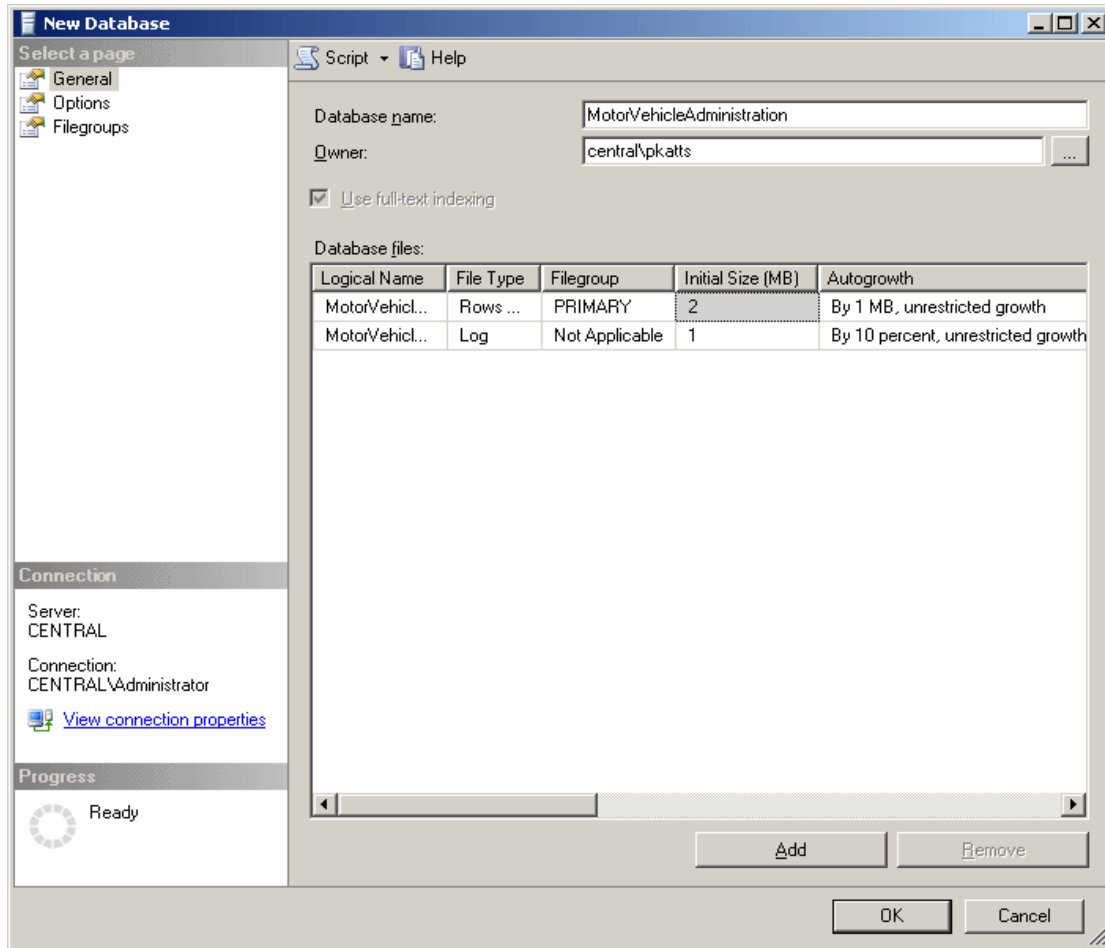 New Database
Select a page
General
Options
Filegroups
Script Help
Database name: MotorVehicleAdministration
Owner: central\pkatts ...
Use full-text indexing
Database files:
Logical Name File Type Filegroup Initial Size (MB) Autogrowth
MotorVehicl... Rows ... PRIMARY 2 By 1 MB, unrestricted growth
MotorVehicl... Log Not Applicable 1 By 10 percent, unrestricted growth
Connection
Server:
CENTRAL
Connection:
CENTRAL\Administrator
View connection properties
Progress
Ready
Add Remove
OK Cancel